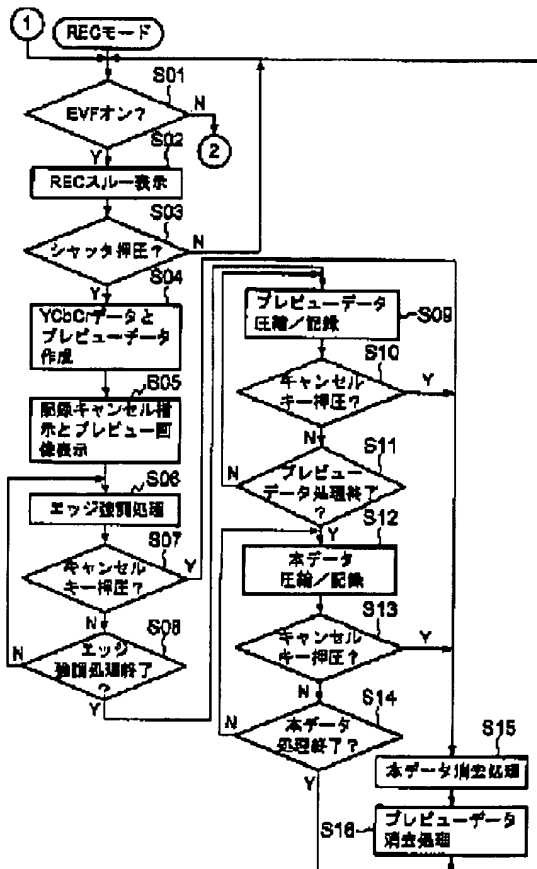 1
RECモード
S01
EVFオン?
N
Y
2
S02
RECスルー表示
S03
シャッタ押圧?
N
Y
S04
YCbCrデータと
プレビューデータ
作成
S05
記録キャンセル指
示とプレビュー画
像表示
S06
エッジ強調処理
S07
キャンセル
キー押圧?
Y
N
S08
エッジ
強調処理終了
?
N
Y
プレビューデータ
圧縮/記録
S09
S10
キャンセル
キー押圧?
Y
N
S11
プレビュー
データ処理終了
?
N
Y
S12
本データ
圧縮/記録
S13
キャンセル
キー押圧?
Y
N
S14
本データ
処理終了?
N
Y
S15
本データ消去処理
S16
プレビューデータ
消去処理